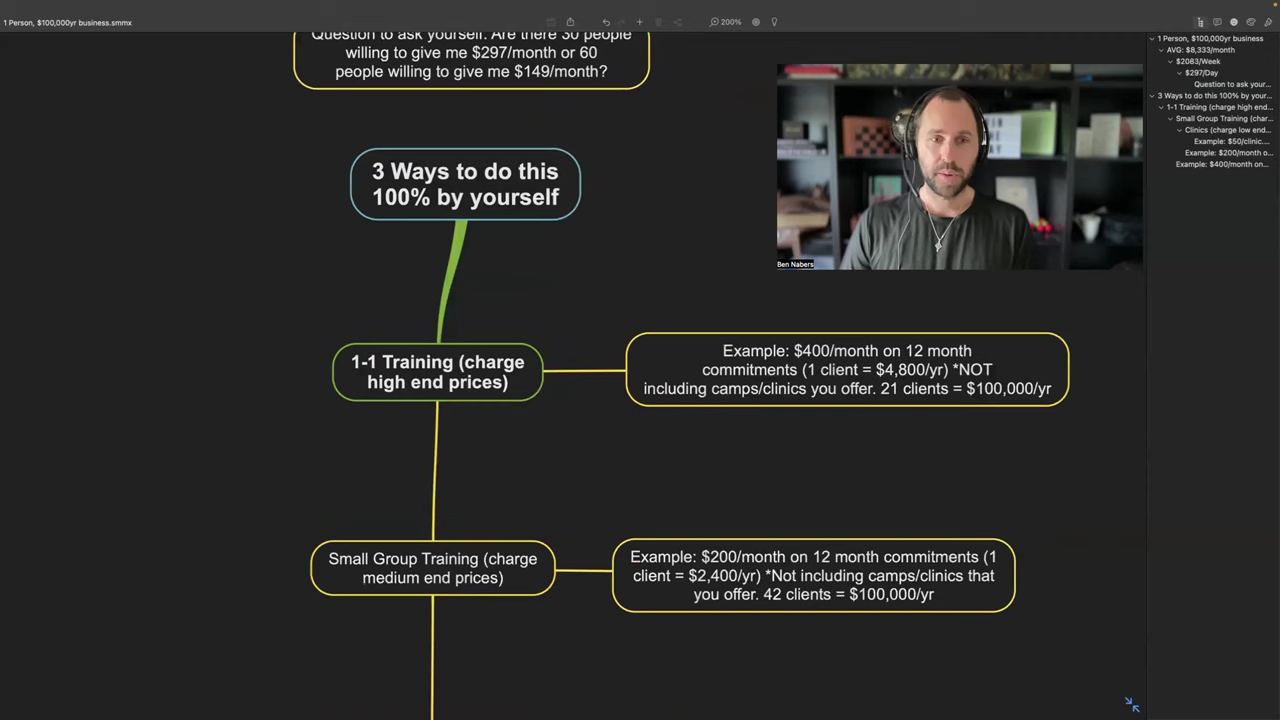 1 Person, $100,000yr business.smmx
200%
Question to ask yourself. Are there 30 people
willing to give me $297/month or 60
people willing to give me $149/month?
3 Ways to do this
100% by yourself
Ben Nabers
1-1 Training (charge
high end prices)
Example: $400/month on 12 month
commitments (1 client = $4,800/yr) *NOT
including camps/clinics you offer. 21 clients = $100,000/yr
Small Group Training (charge
medium end prices)
Example: $200/month on 12 month commitments (1
client = $2,400/yr) *Not including camps/clinics that
you offer. 42 clients = $100,000/yr
1 Person, $100,000yr business
AVG: $8,333/month
$2083/Week
$297/Day
Question to ask your...
3 Ways to do this 100% by your...
1-1 Training (charge high end...
Small Group Training (char...
Clinics (charge low end...
Example: $50/clinic....
Example: $200/month o...
Example: $400/month on...